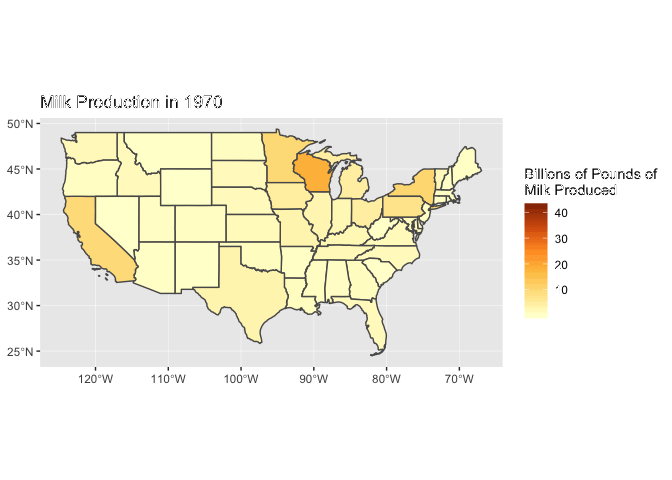 Milk Production in 1970
50°N
45°N
40°N
35°N
30°N
25°N
120°W 110°W 100°W 90°W 80°W 70°W
Billions of Pounds of
Milk Produced
40
30
20